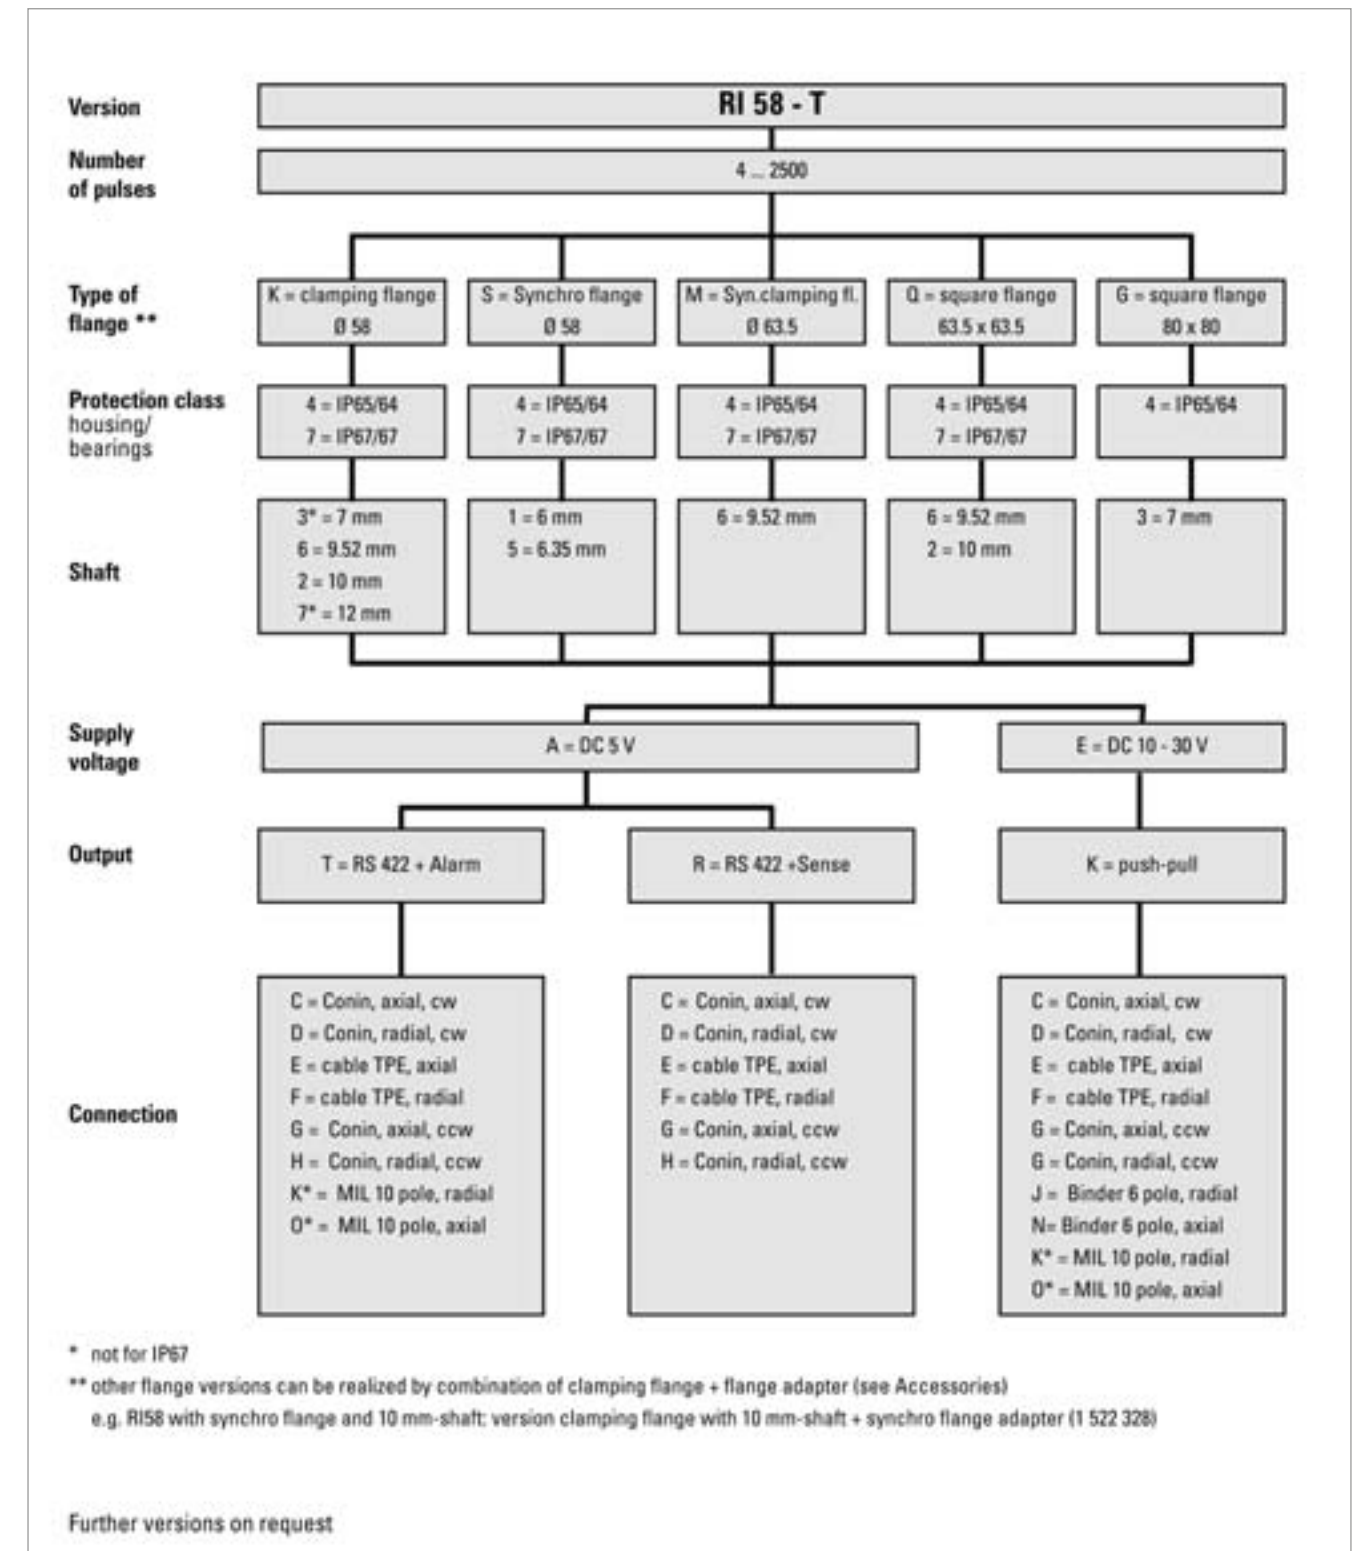 Version
RI 58 - T
Number
of pulses
4 ... 2500
Type of
flange **
K = clamping flange
Ø 58
S = Synchro flange
Ø 58
M = Syn.clamping fl.
Ø 63.5
Q = square flange
63.5 x 63.5
G = square flange
80 x 80
Protection class
housing/
bearings
4 = IP65/64
7 = IP67/67
4 = IP65/64
7 = IP67/67
4 = IP65/64
7 = IP67/67
4 = IP65/64
7 = IP67/67
4 = IP65/64
Shaft
3* = 7 mm
6 = 9.52 mm
2 = 10 mm
7* = 12 mm
1 = 6 mm
5 = 6.35 mm
6 = 9.52 mm
6 = 9.52 mm
2 = 10 mm
3 = 7 mm
Supply
voltage
A = DC 5 V
E = DC 10 - 30 V
Output
T = RS 422 + Alarm
R = RS 422 +Sense
K = push-pull
Connection
C = Conin, axial, cw
D = Conin, radial, cw
E = cable TPE, axial
F = cable TPE, radial
G = Conin, axial, ccw
H = Conin, radial, ccw
K* = MIL 10 pole, radial
O* = MIL 10 pole, axial
C = Conin, axial, cw
D = Conin, radial, cw
E = cable TPE, axial
F = cable TPE, radial
G = Conin, axial, ccw
H = Conin, radial, ccw
C = Conin, axial, cw
D = Conin, radial, cw
E = cable TPE, axial
F = cable TPE, radial
G = Conin, axial, ccw
G = Conin, radial, ccw
J = Binder 6 pole, radial
N= Binder 6 pole, axial
K* = MIL 10 pole, radial
O* = MIL 10 pole, axial
* not for IP67
** other flange versions can be realized by combination of clamping flange + flange adapter (see Accessories)
e.g. RI58 with synchro flange and 10 mm-shaft: version clamping flange with 10 mm-shaft + synchro flange adapter (1 522 328)
Further versions on request